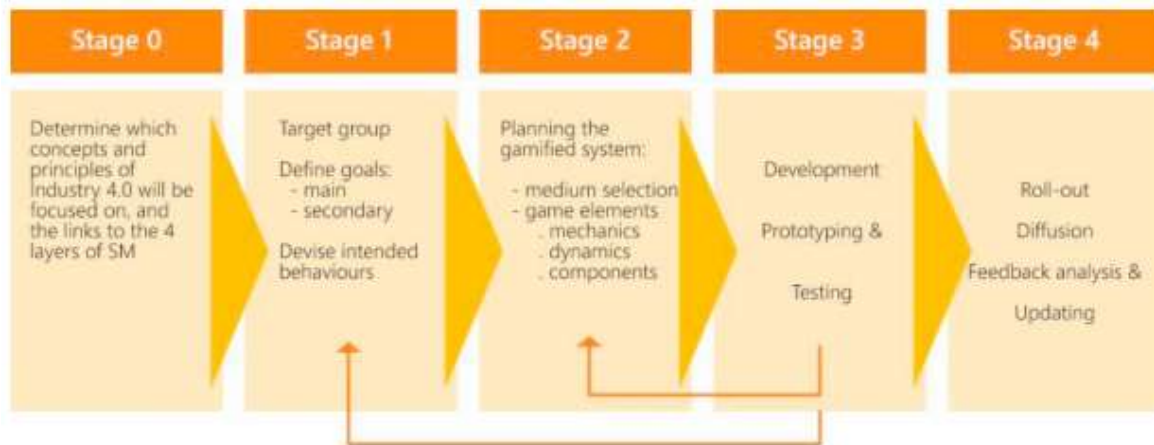 Stage 0
Determine which
concepts and
principles of
Industry 4.0 will be
focused on, and
the links to the 4
layers of SM
Stage 1
Target group
Define goals:
- main
- secondary
Devise intended
behaviours
Stage 2
Planning the
gamified system:
- medium selection
- game elements
. mechanics
. dynamics
. components
Stage 3
Development
Prototyping &
Testing
Stage 4
Roll-out
Diffusion
Feedback analysis &
Updating